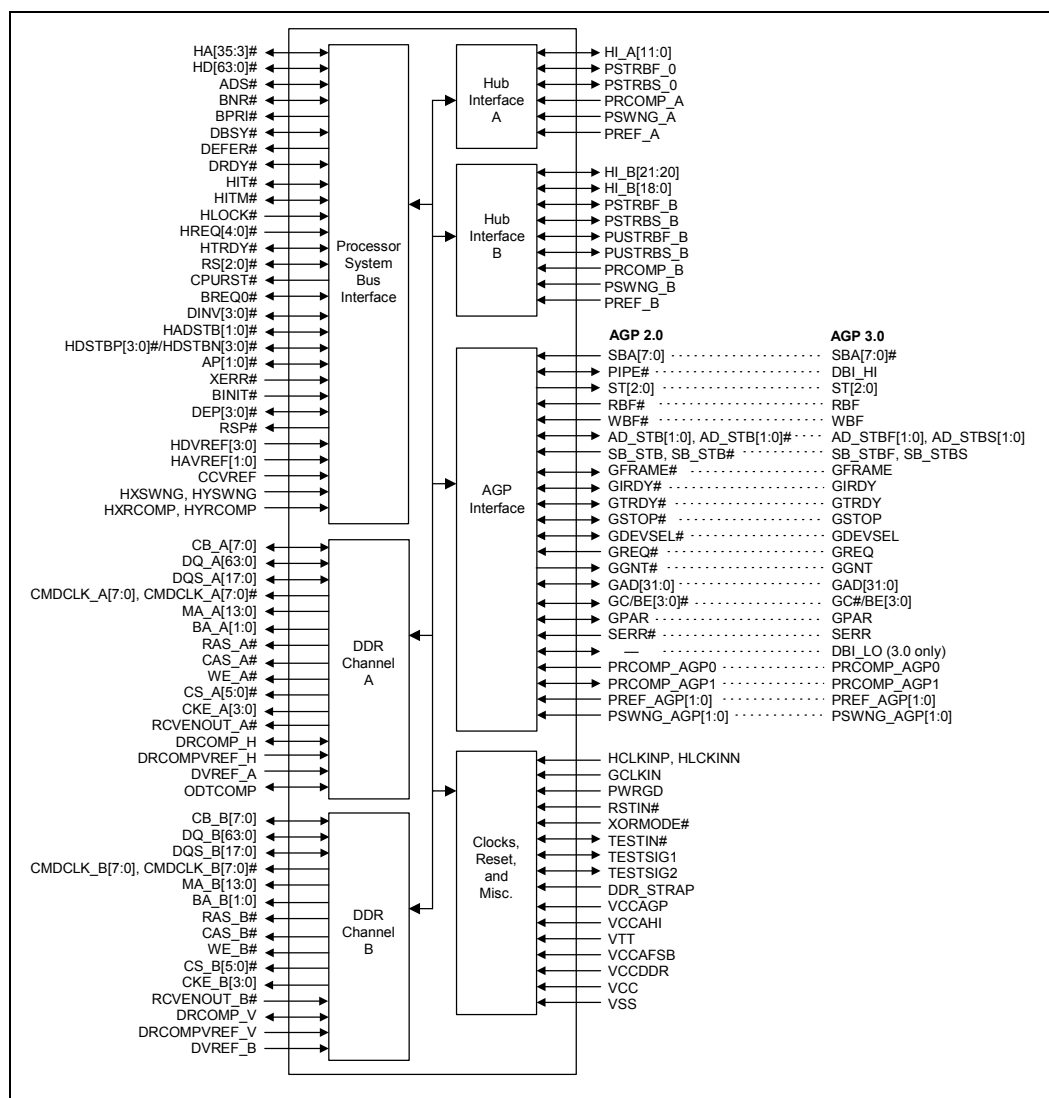 HA[35:3]#
HD[63:0]#
ADS#
BNR#
BPRI#
DBSY#
DEFER#
DRDY#
HIT#
HITM#
HLOCK#
HREQ[4:0]#
HTRDY#
RS[2:0]#
CPURST#
BREQ0#
DINV[3:0]#
HADSTB[1:0]#
HDSTBP[3:0]#/HDSTBN[3:0]#
AP[1:0]#
XERR#
BINIT#
DEP[3:0]#
RSP#
HDVREF[3:0]
HAVREF[1:0]
CCVREF
HXSWNG, HYSWNG
HXRCOMP, HYRCOMP
Processor
System
Bus
Interface
CB_A[7:0]
DQ_A[63:0]
DQS_A[17:0]
CMDCLK_A[7:0], CMDCLK_A[7:0]#
MA_A[13:0]
BA_A[1:0]
RAS_A#
CAS_A#
WE_A#
CS_A[5:0]#
CKE_A[3:0]
RCVENOUT_A#
DRCOMP_H
DRCOMPVREF_H
DVREF_A
ODTCOMP
DDR
Channel
A
CB_B[7:0]
DQ_B[63:0]
DQS_B[17:0]
CMDCLK_B[7:0], CMDCLK_B[7:0]#
MA_B[13:0]
BA_B[1:0]
RAS_B#
CAS_B#
WE_B#
CS_B[5:0]#
CKE_B[3:0]
RCVENOUT_B#
DRCOMP_V
DRCOMPVREF_V
DVREF_B
DDR
Channel
B
Hub
Interface
A
HI_A[11:0]
PSTRBF_0
PSTRBS_0
PRCOMP_A
PSWNG_A
PREF_A
Hub
Interface
B
HI_B[21:20]
HI_B[18:0]
PSTRBF_B
PSTRBS_B
PUSTRBF_B
PUSTRBS_B
PRCOMP_B
PSWNG_B
PREF_B
AGP
Interface
AGP 2.0 AGP 3.0
SBA[7:0] SBA[7:0]#
PIPE# DBI_HI
ST[2:0] ST[2:0]
RBF# RBF
WBF# WBF
AD_STB[1:0], AD_STB[1:0]# AD_STBF[1:0], AD_STBS[1:0]
SB_STB, SB_STB# SB_STBF, SB_STBS
GFRAME# GFRAME
GIRDY# GIRDY
GTRDY# GTRDY
GSTOP# GSTOP
GDEVSEL# GDEVSEL
GREQ# GREQ
GGNT# GGNT
GAD[31:0] GAD[31:0]
GC/BE[3:0]# GC#/BE[3:0]
GPAR GPAR
SERR# SERR
— DBI_LO (3.0 only)
PRCOMP_AGP0 PRCOMP_AGP0
PRCOMP_AGP1 PRCOMP_AGP1
PREF_AGP[1:0] PREF_AGP[1:0]
PSWNG_AGP[1:0] PSWNG_AGP[1:0]
Clocks,
Reset,
and
Misc.
HCLKINP, HLCKINN
GCLKIN
PWRGD
RSTIN#
XORMODE#
TESTIN#
TESTSIG1
TESTSIG2
DDR_STRAP
VCCAGP
VCCAHI
VTT
VCCAFSB
VCCDDR
VCC
VSS